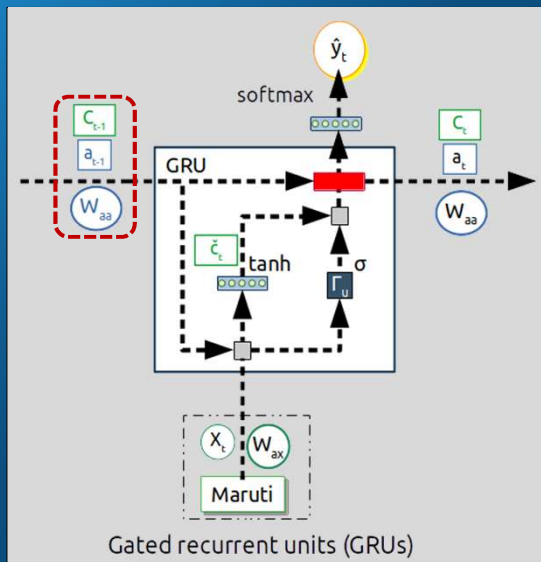 ŷt
softmax
Ct-1
at-1
Waa
GRU
Ct
at
Waa
c̃t
tanh
σ
Γu
Xt
Wax
Maruti
Gated recurrent units (GRUs)